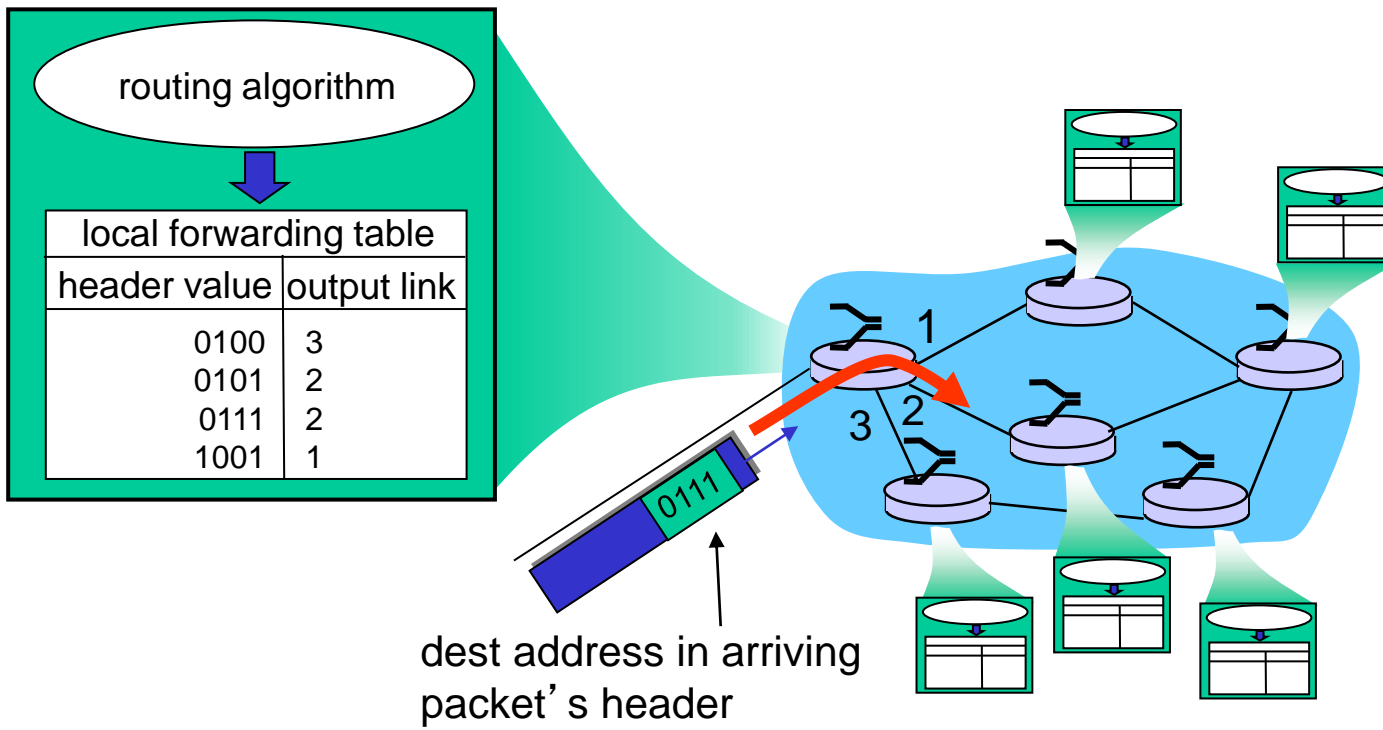 routing algorithm
local forwarding table
header value output link
0100 3
0101 2
0111 2
1001 1
1
2
3
0111
dest address in arriving
packet’s header